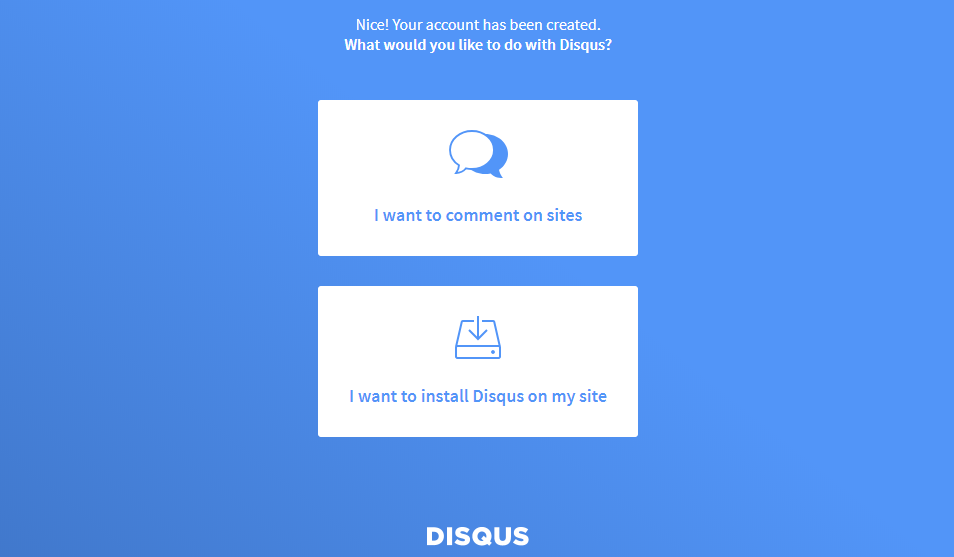 Nice! Your account has been created.
What would you like to do with Disqus?
I want to comment on sites
I want to install Disqus on my site
DISQUS